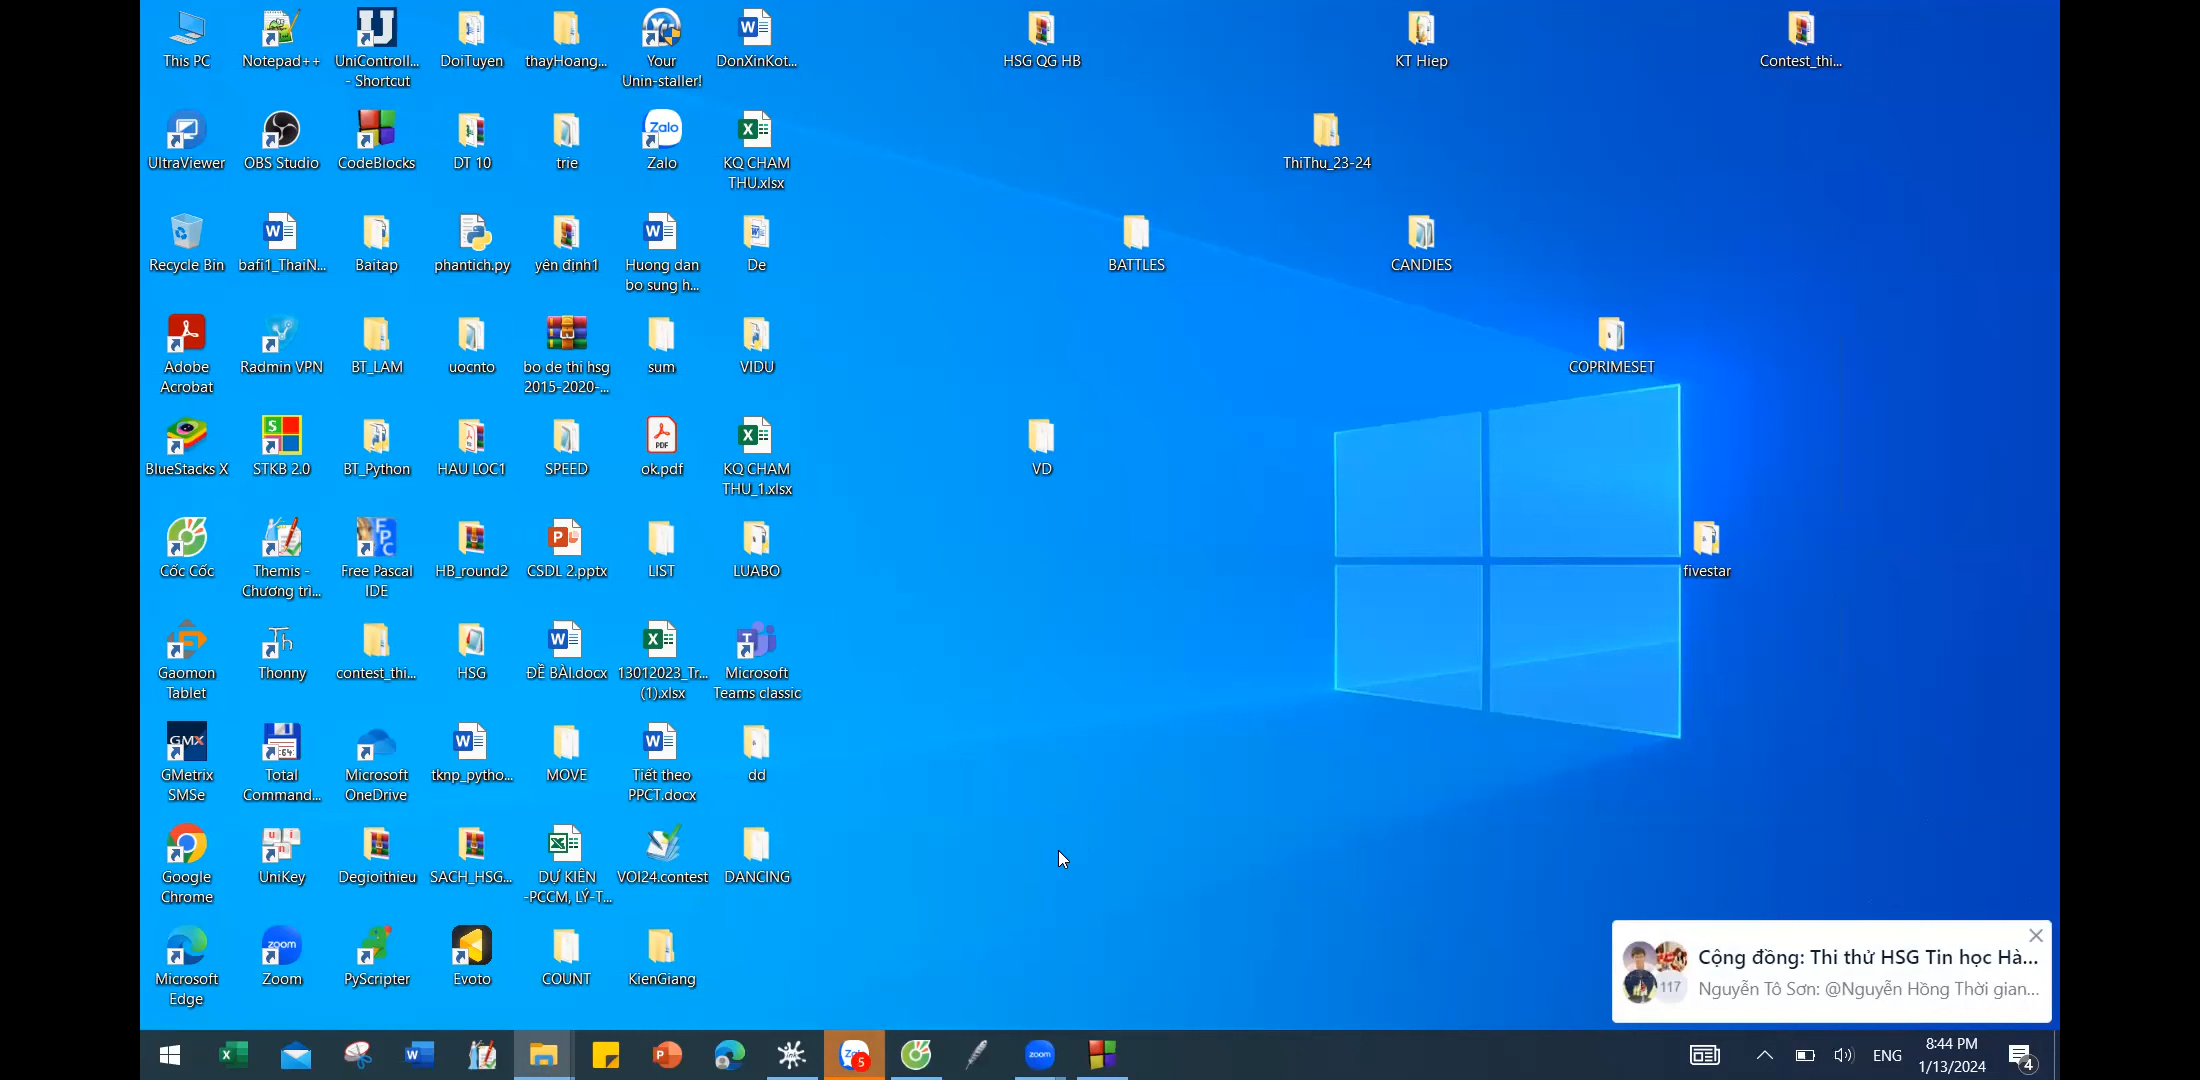 This PC
Notepad++
UniControll...
- Shortcut
DoiTuyen
thayHoang...
Your
Unin-staller!
DonXinKot...
HSG QG HB
KT Hiep
Contest_thi...
UltraViewer
OBS Studio
CodeBlocks
DT 10
trie
Zalo
Zalo
KQ CHAM
THU.xlsx
ThiThu_23-24
Recycle Bin
bafi1_ThaiN...
Baitap
phantich.py
yên định1
Huong dan
bo sung h...
De
BATTLES
CANDIES
Adobe
Acrobat
Radmin VPN
BT_LAM
uocnto
bo de thi hsg
2015-2020-...
sum
VIDU
COPRIMESET
BlueStacks X
STKB 2.0
BT_Python
HAU LOC1
SPEED
PDF
ok.pdf
KQ CHAM
THU_1.xlsx
VD
Cốc Cốc
Themis -
Chương trì...
Free Pascal
IDE
HB_round2
CSDL 2.pptx
LIST
LUABO
fivestar
Gaomon
Tablet
Thonny
contest_thi...
HSG
ĐỀ BÀI.docx
13012023_Tr...
(1).xlsx
Microsoft
Teams classic
GMX
GMetrix
SMSe
Total
Command...
Microsoft
OneDrive
tknp_pytho...
MOVE
Tiết theo
PPCT.docx
dd
Google
Chrome
UniKey
Degioithieu
SACH_HSG...
DỰ KIẾN
-PCCM, LÝ-T...
VOI24.contest
DANCING
Microsoft
Edge
zoom
Zoom
PyScripter
Evoto
COUNT
KienGiang
Cộng đồng: Thi thử HSG Tin học Hà...
117
Nguyễn Tô Sơn: @Nguyễn Hồng Thời gian...
5
zoom
ENG
8:44 PM
1/13/2024
4